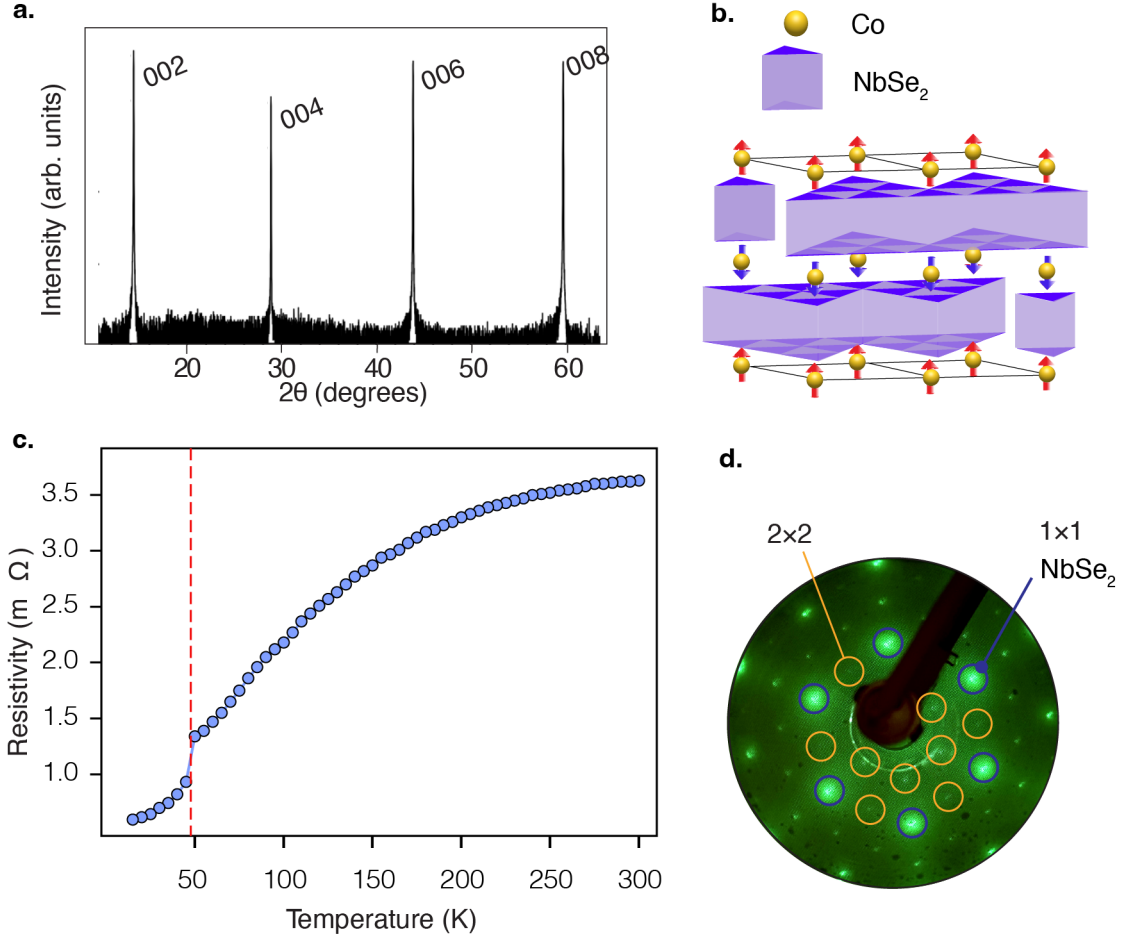 a.
002
004
006
008
Intensity (arb. units)
20
30
40
50
60
2θ (degrees)
b.
Co
NbSe₂
c.
3.5
3.0
2.5
2.0
1.5
1.0
Resistivity (m Ω)
50
100
150
200
250
300
Temperature (K)
d.
2×2
1×1
NbSe₂